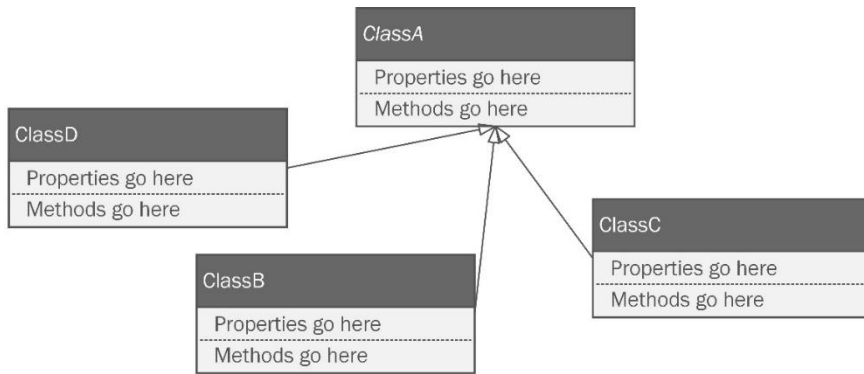 ClassA
Properties go here
Methods go here
ClassD
Properties go here
Methods go here
ClassB
Properties go here
Methods go here
ClassC
Properties go here
Methods go here